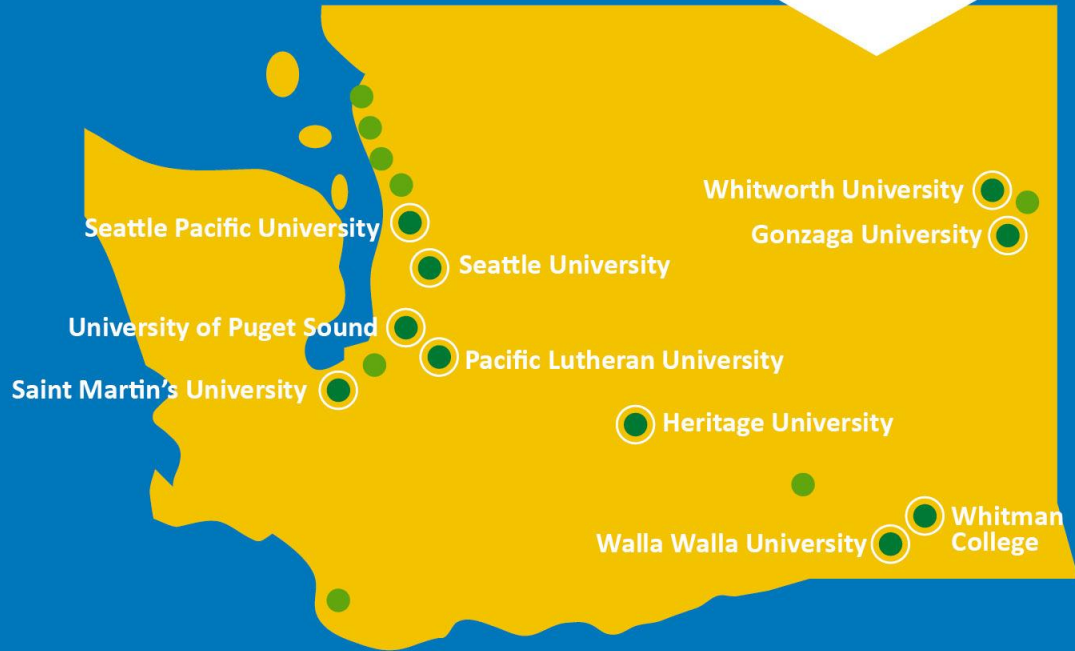 Whitworth University
Seattle Pacific University
Gonzaga University
Seattle University
University of Puget Sound
Pacific Lutheran University
Saint Martin’s University
Heritage University
Whitman
College
Walla Walla University